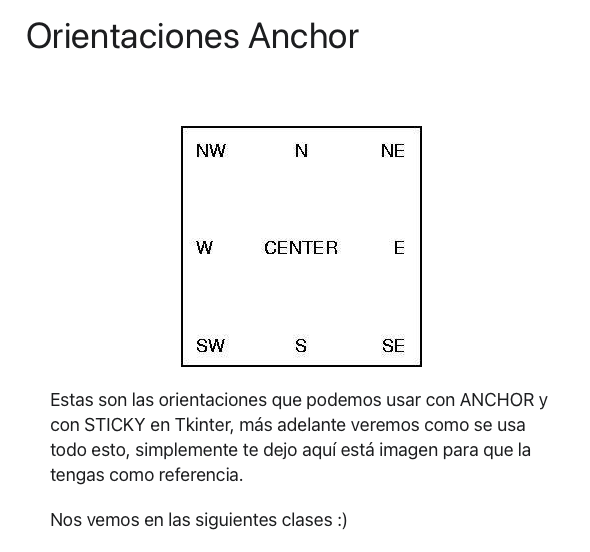 Orientaciones Anchor
NW N NE
W CENTER E
SW S SE
Estas son las orientaciones que podemos usar con ANCHOR y
con STICKY en Tkinter, más adelante veremos como se usa
todo esto, simplemente te dejo aquí está imagen para que la
tengas como referencia.
Nos vemos en las siguientes clases :)